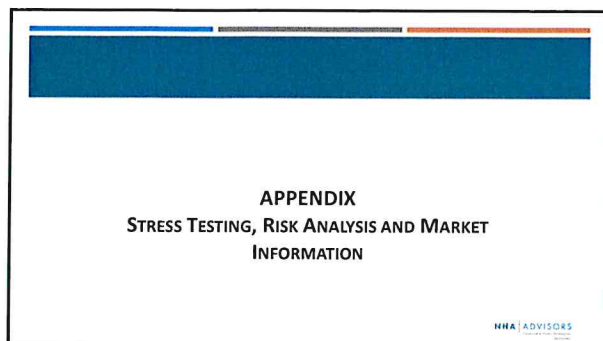 APPENDIX
STRESS TESTING, RISK ANALYSIS AND MARKET
INFORMATION
NHA ADVISORS